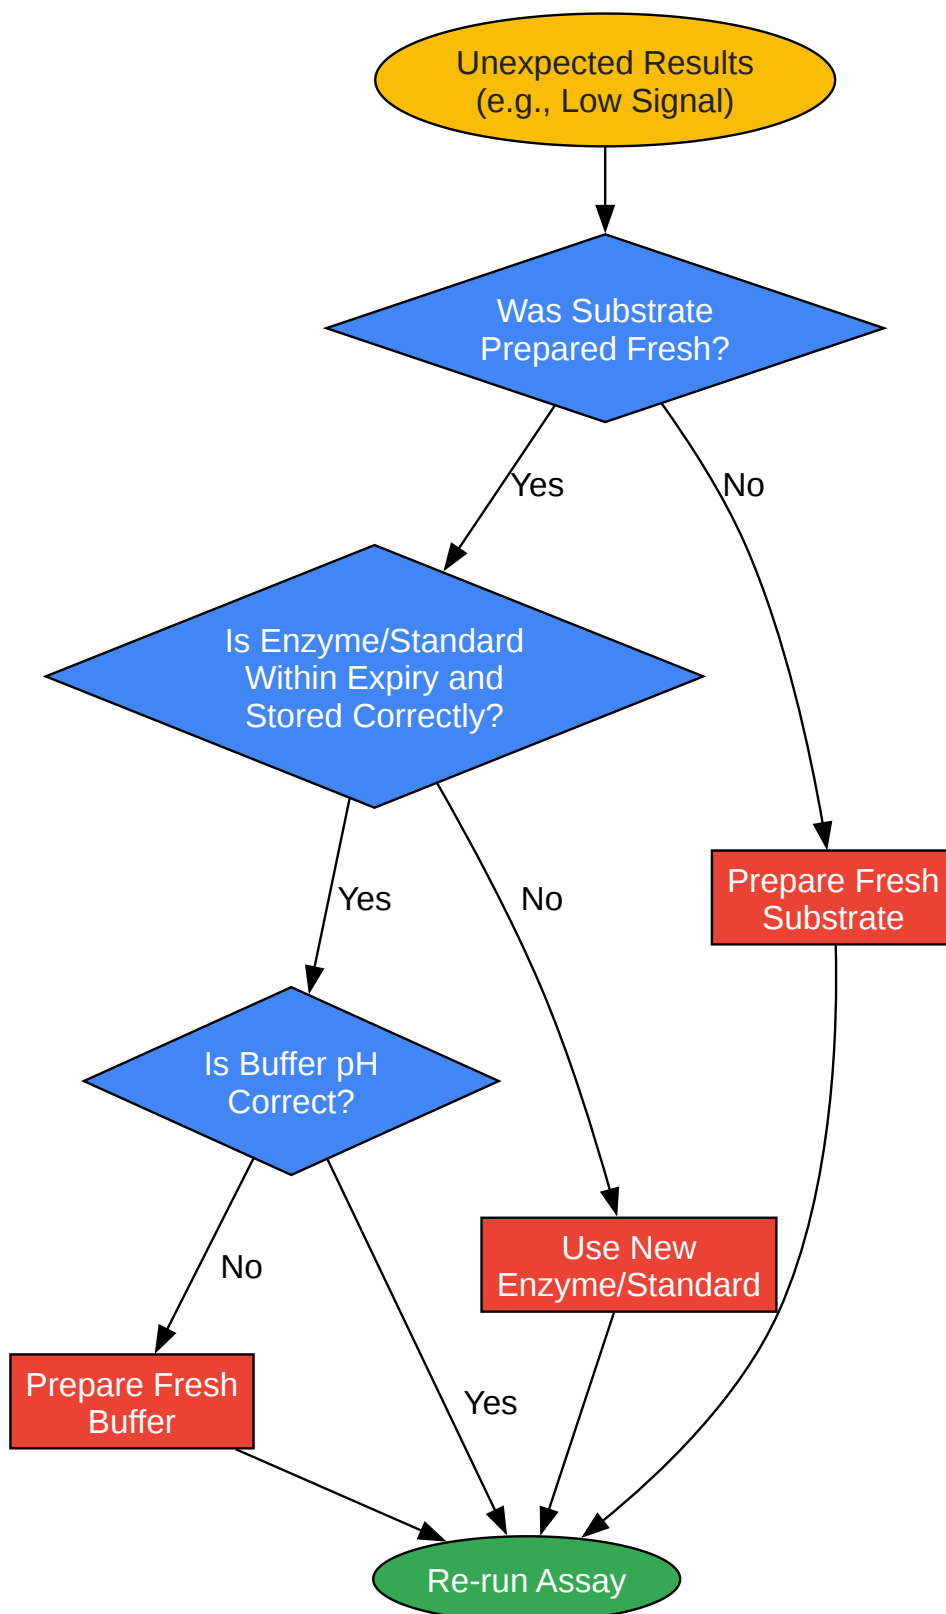 Unexpected Results
(e.g., Low Signal)
Was Substrate
Prepared Fresh?
Yes
No
Is Enzyme/Standard
Within Expiry and
Stored Correctly?
Yes
No
Prepare Fresh
Substrate
Is Buffer pH
Correct?
No
Yes
Use New
Enzyme/Standard
Prepare Fresh
Buffer
Re-run Assay